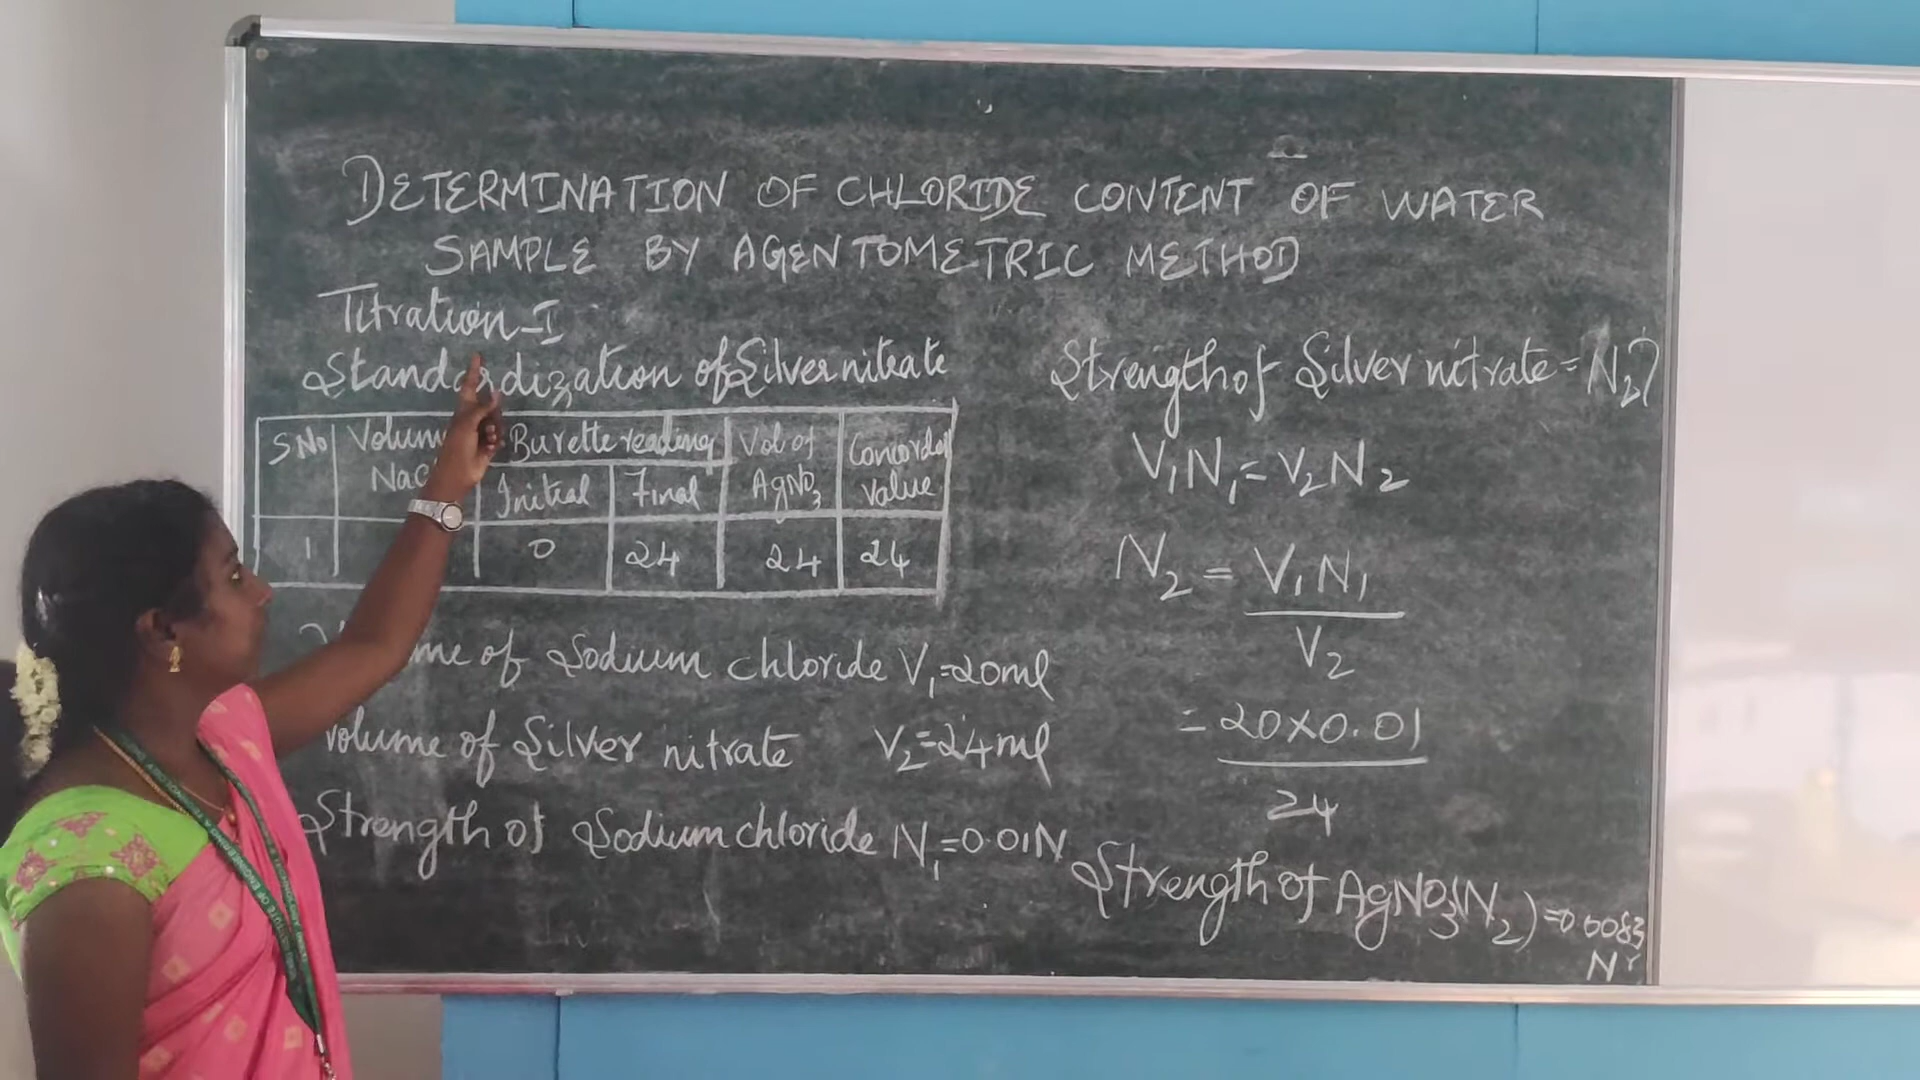 DETERMINATION OF CHLORIDE CONTENT OF WATER
SAMPLE BY AGENTOMETRIC METHOD
Titration-I
Standardization of Silver nitrate
S No Volume NaCl Burette reading Vol of AgNO3 Concordant value
Initial Final
1 0 24 24 24
Volume of Sodium chloride V1=20ml
Volume of Silver nitrate V2=24ml
Strength of Sodium chloride N1=0.01N
Strength of Silver nitrate = N2?
V1N1=V2N2
N2 = V1N1
V2
= 20×0.01
24
Strength of AgNO3(N2)=0.0083
N